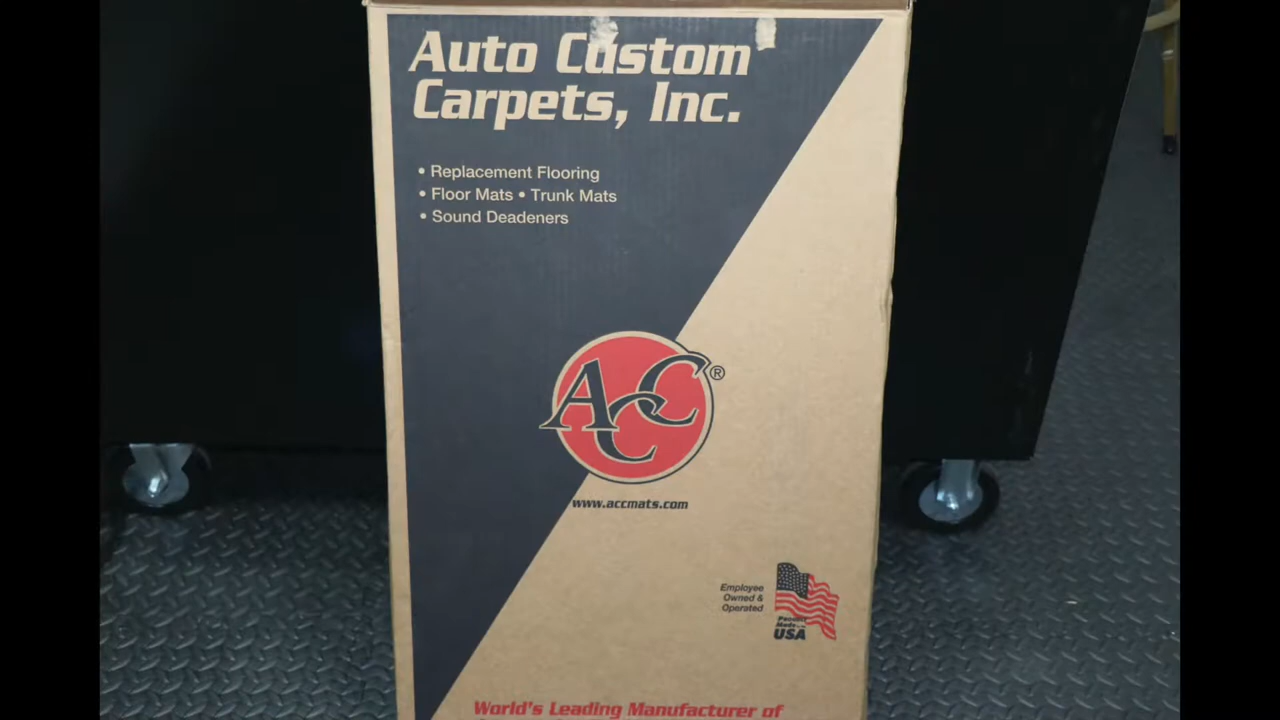 Auto Custom
Carpets, Inc.
• Replacement Flooring
• Floor Mats • Trunk Mats
• Sound Deadeners
ACC®
www.accmats.com
Employee
Owned &
Operated
Made
USA
World's Leading Manufacturer of